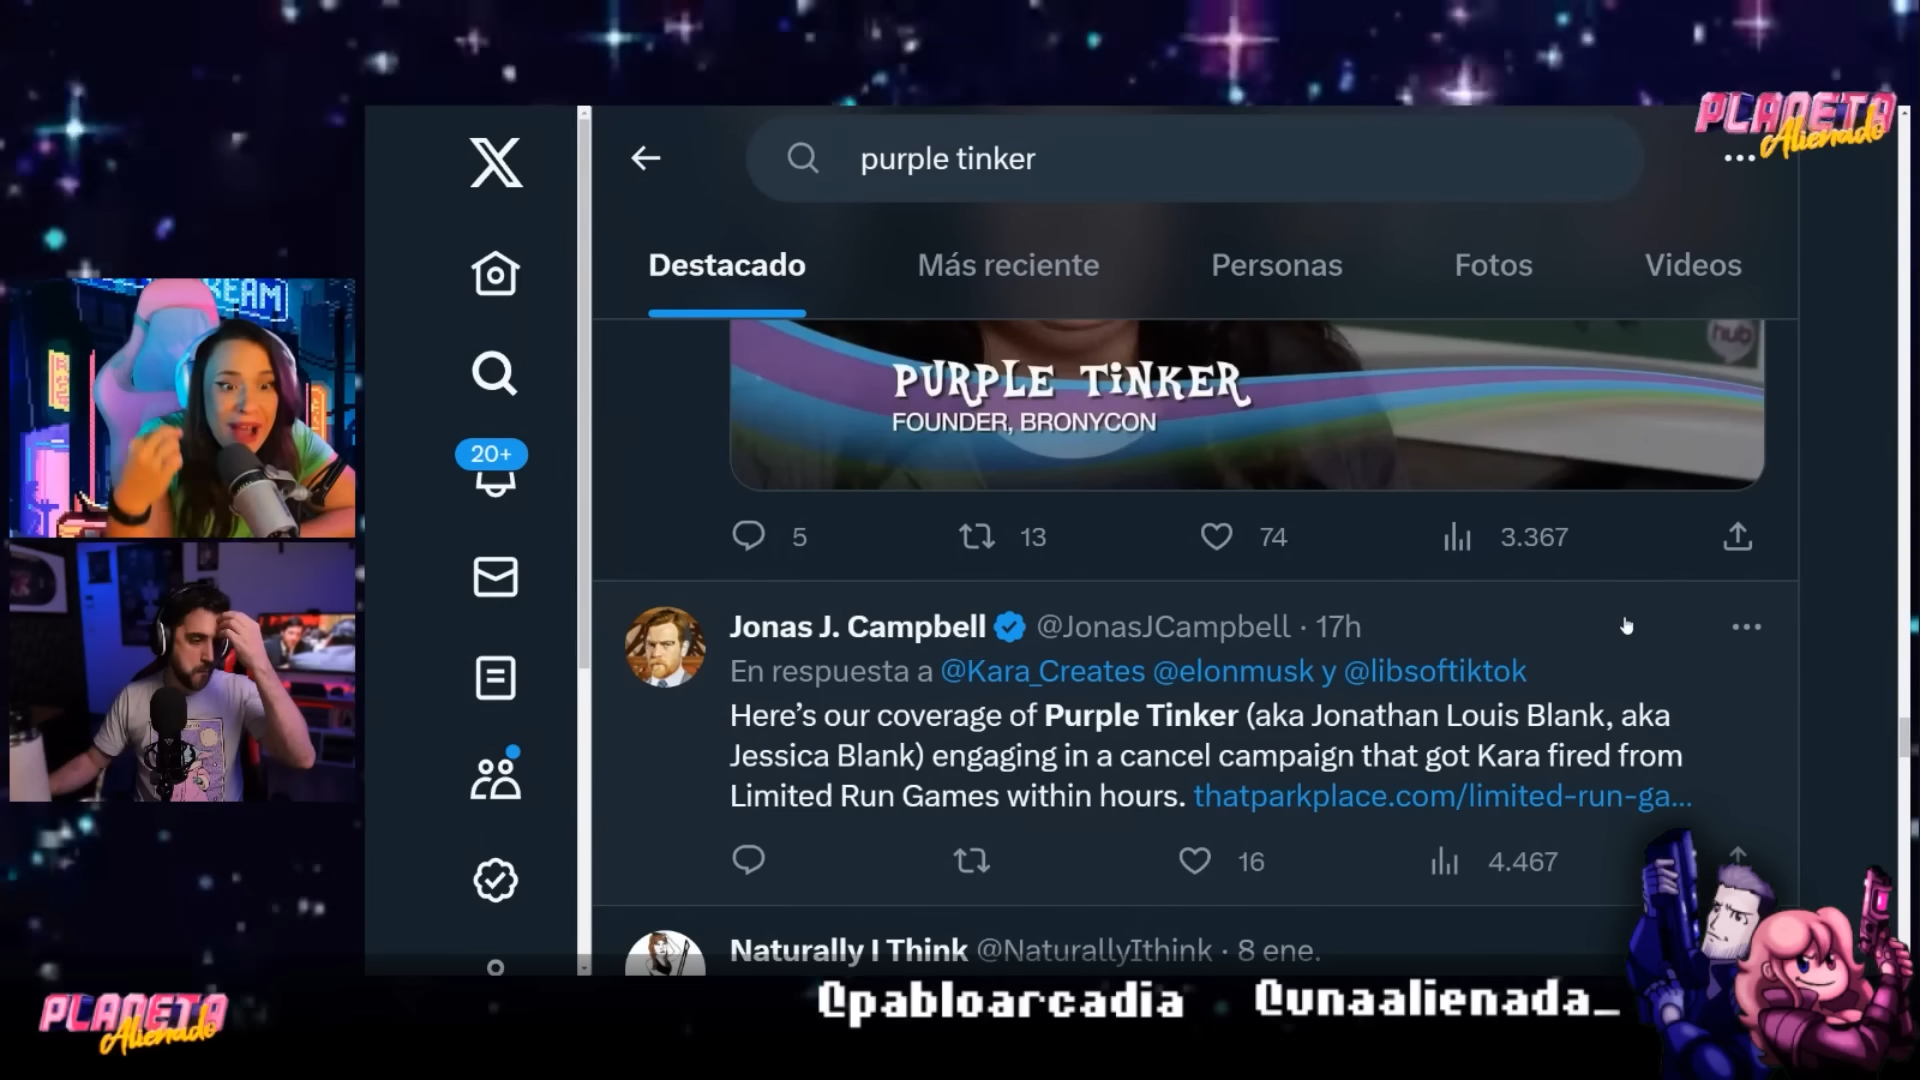 PLANETA
Alienado
purple tinker
Destacado
Más reciente
Personas
Fotos
Videos
hub
PURPLE TINKER
FOUNDER, BRONYCON
20+
5
13
74
3.367
Jonas J. Campbell @JonasJCampbell · 17h
En respuesta a @Kara_Creates @elonmusk y @libsoftiktok
Here’s our coverage of Purple Tinker (aka Jonathan Louis Blank, aka
Jessica Blank) engaging in a cancel campaign that got Kara fired from
Limited Run Games within hours. thatparkplace.com/limited-run-ga...
16
4.467
Naturally I Think @NaturallyIthink · 8 ene.
@pabloarcadia
@unaalienada_
PLANETA
Alienado